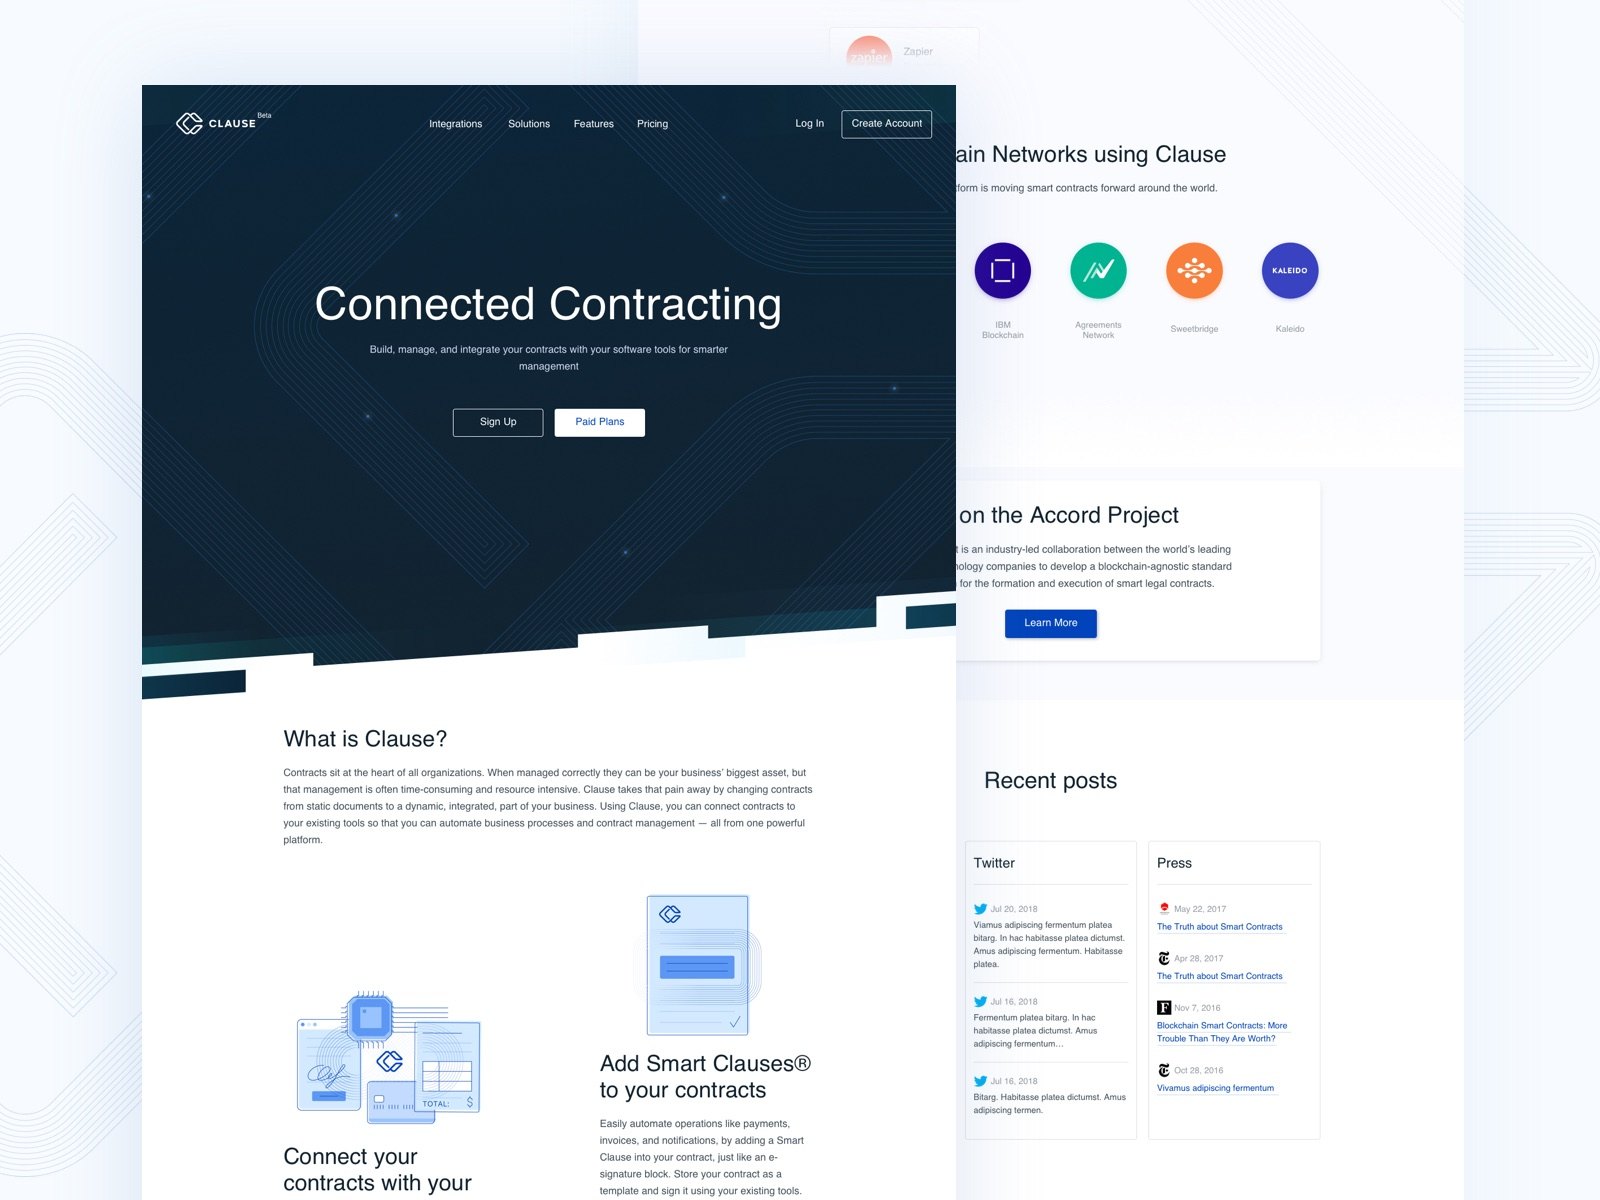 zapier
Zapier
CLAUSE Beta
Integrations
Solutions
Features
Pricing
Log In
Create Account
Connected Contracting
Build, manage, and integrate your contracts with your software tools for smarter
management
Sign Up
Paid Plans
What is Clause?
Contracts sit at the heart of all organizations. When managed correctly they can be your business’ biggest asset, but
that management is often time-consuming and resource intensive. Clause takes that pain away by changing contracts
from static documents to a dynamic, integrated, part of your business. Using Clause, you can connect contracts to
your existing tools so that you can automate business processes and contract management — all from one powerful
platform.
TOTAL: $
Connect your
contracts with your
Add Smart Clauses®
to your contracts
Easily automate operations like payments,
invoices, and notifications, by adding a Smart
Clause into your contract, just like an e-
signature block. Store your contract as a
template and sign it using your existing tools.
ain Networks using Clause
tform is moving smart contracts forward around the world.
IBM
Blockchain
Agreements
Network
Sweetbridge
KALEIDO
Kaleido
on the Accord Project
t is an industry-led collaboration between the world’s leading
nology companies to develop a blockchain-agnostic standard
for the formation and execution of smart legal contracts.
Learn More
Recent posts
Twitter
Jul 20, 2018
Viamus adipiscing fermentum platea
bitarg. In hac habitasse platea dictumst.
Amus adipiscing fermentum. Habitasse
platea.
Jul 16, 2018
Fermentum platea bitarg. In hac
habitasse platea dictumst. Amus
adipiscing fermentum…
Jul 16, 2018
Bitarg. Habitasse platea dictumst. Amus
adipiscing termen.
Press
May 22, 2017
The Truth about Smart Contracts
Apr 28, 2017
The Truth about Smart Contracts
F Nov 7, 2016
Blockchain Smart Contracts: More
Trouble Than They Are Worth?
Oct 28, 2016
Vivamus adipiscing fermentum